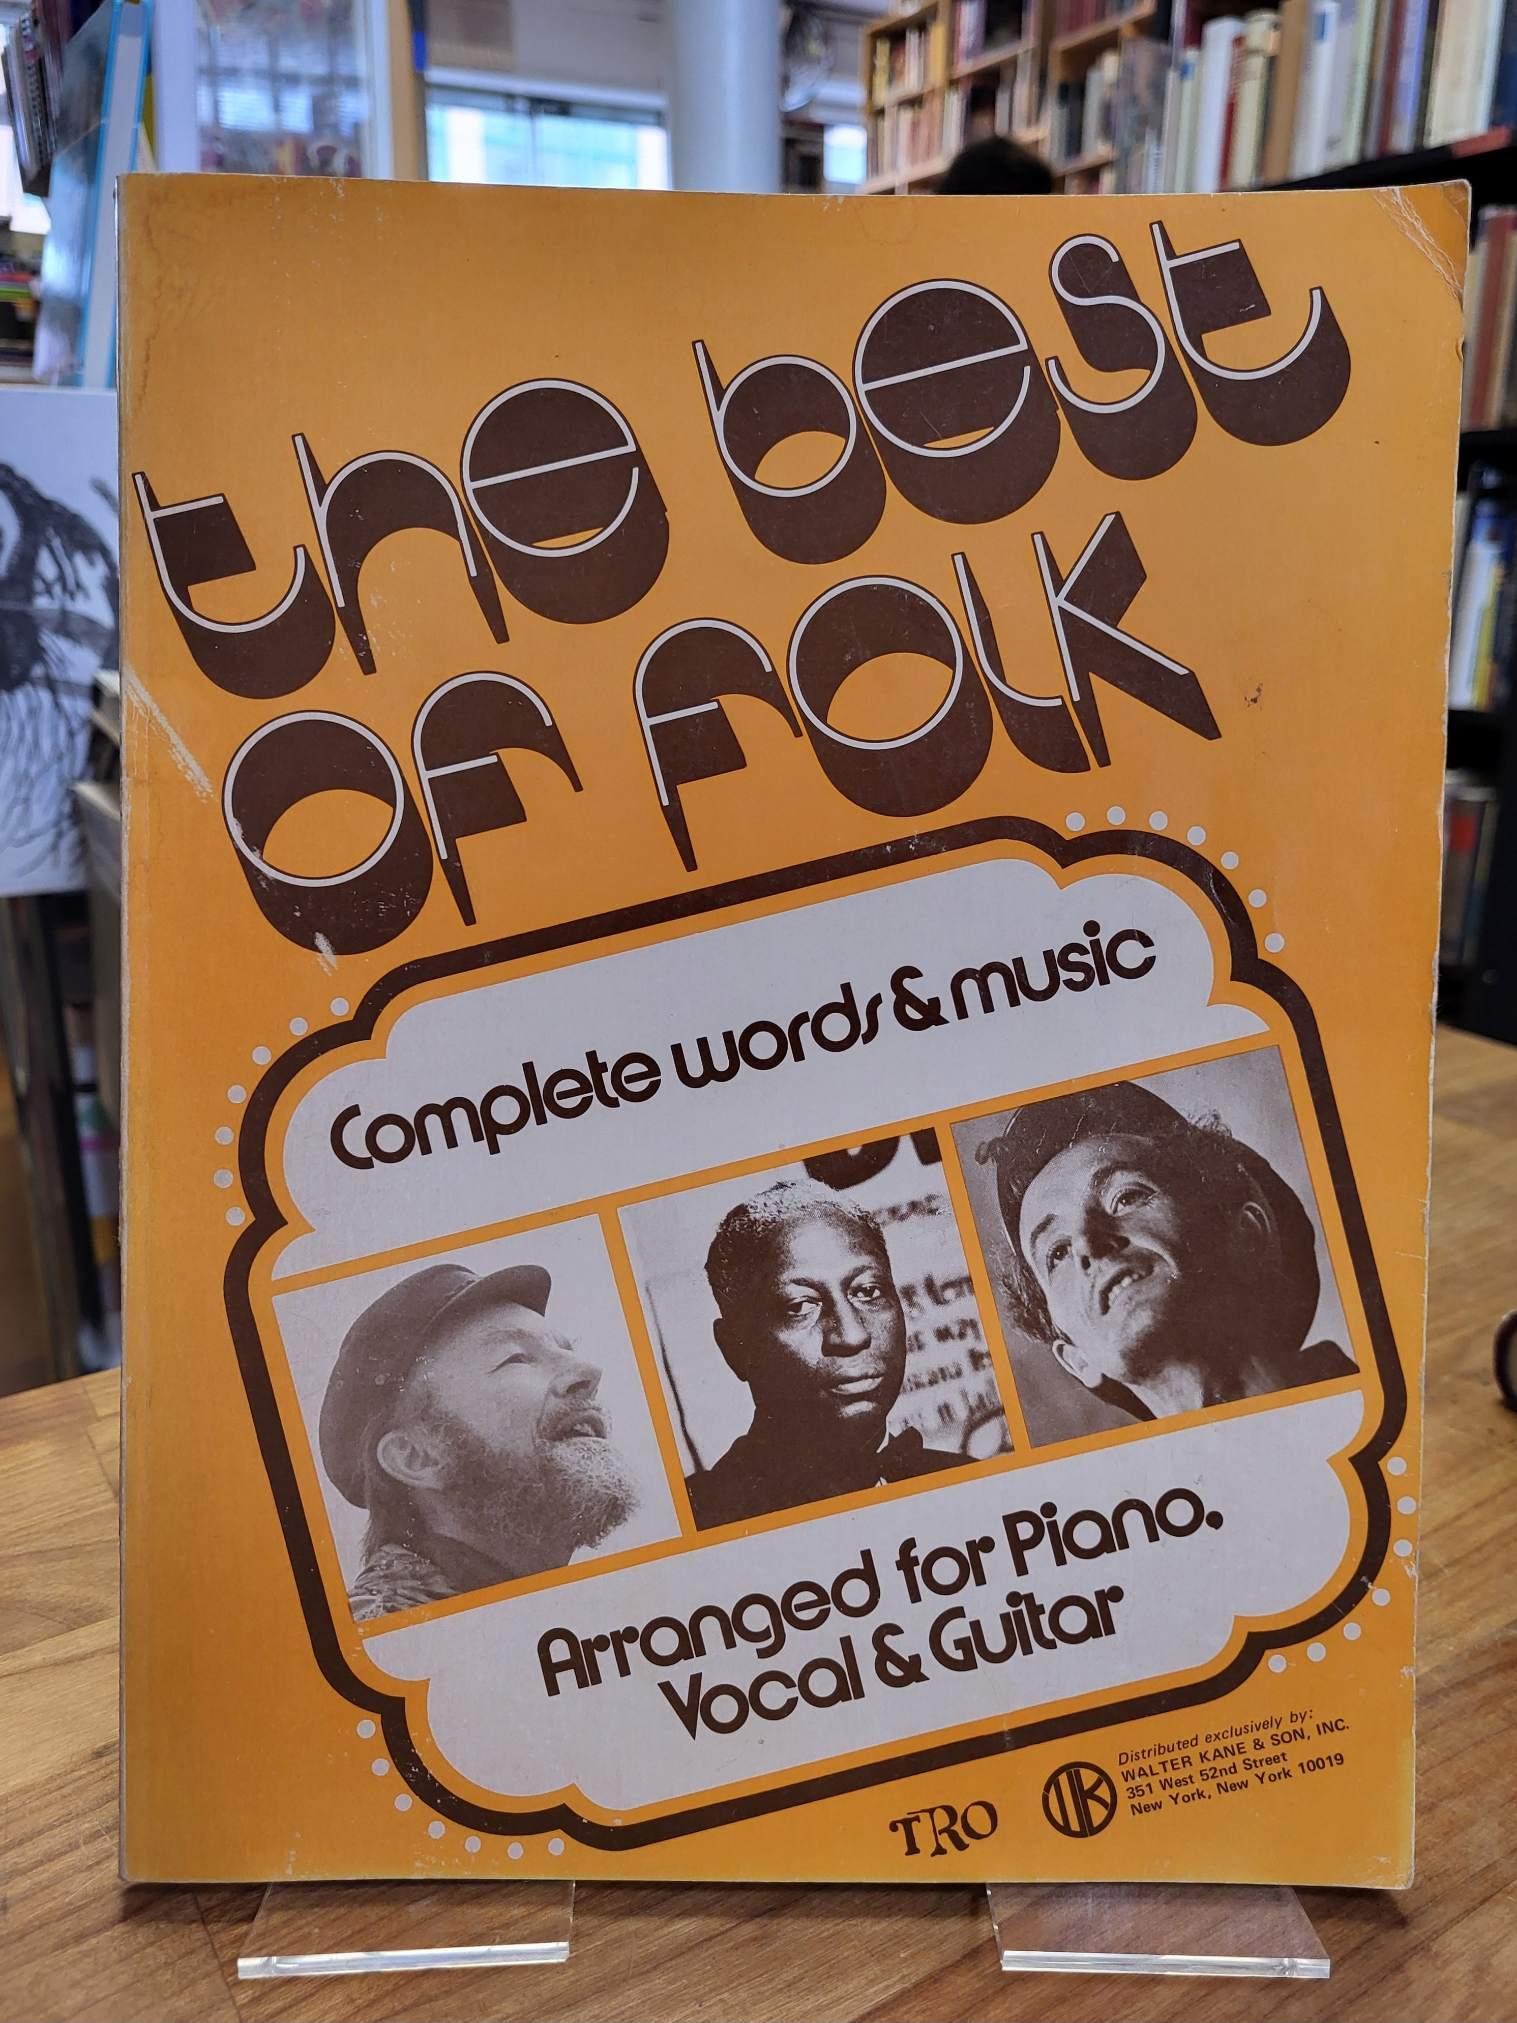 the best
of folk
Complete words & music
Arranged for Piano,
Vocal & Guitar
TRO
WK
Distributed exclusively by:
WALTER KANE & SON, INC.
351 West 52nd Street
New York, New York 10019